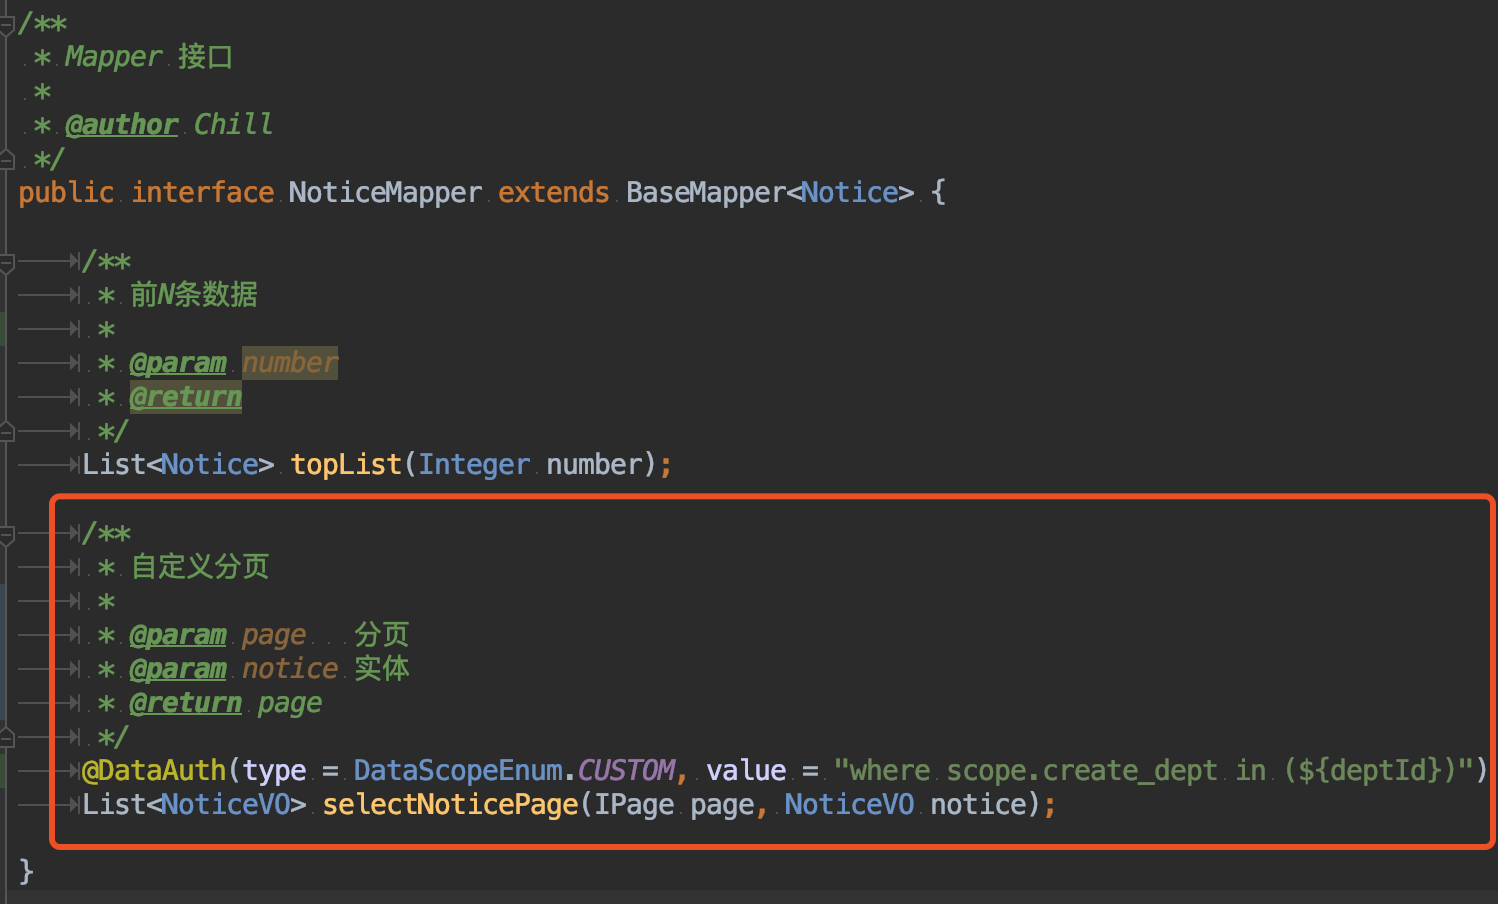 /**
 * Mapper 接口
 *
 * @author Chill
 */
public interface NoticeMapper extends BaseMapper<Notice> {
/**
 * 前N条数据
 *
 * @param number
 * @return
 */
List<Notice> topList(Integer number);
/**
 * 自定义分页
 *
 * @param page   分页
 * @param notice 实体
 * @return page
 */
@DataAuth(type = DataScopeEnum.CUSTOM, value = "where scope.create_dept in (${deptId})")
List<NoticeVO> selectNoticePage(IPage page, NoticeVO notice);
}